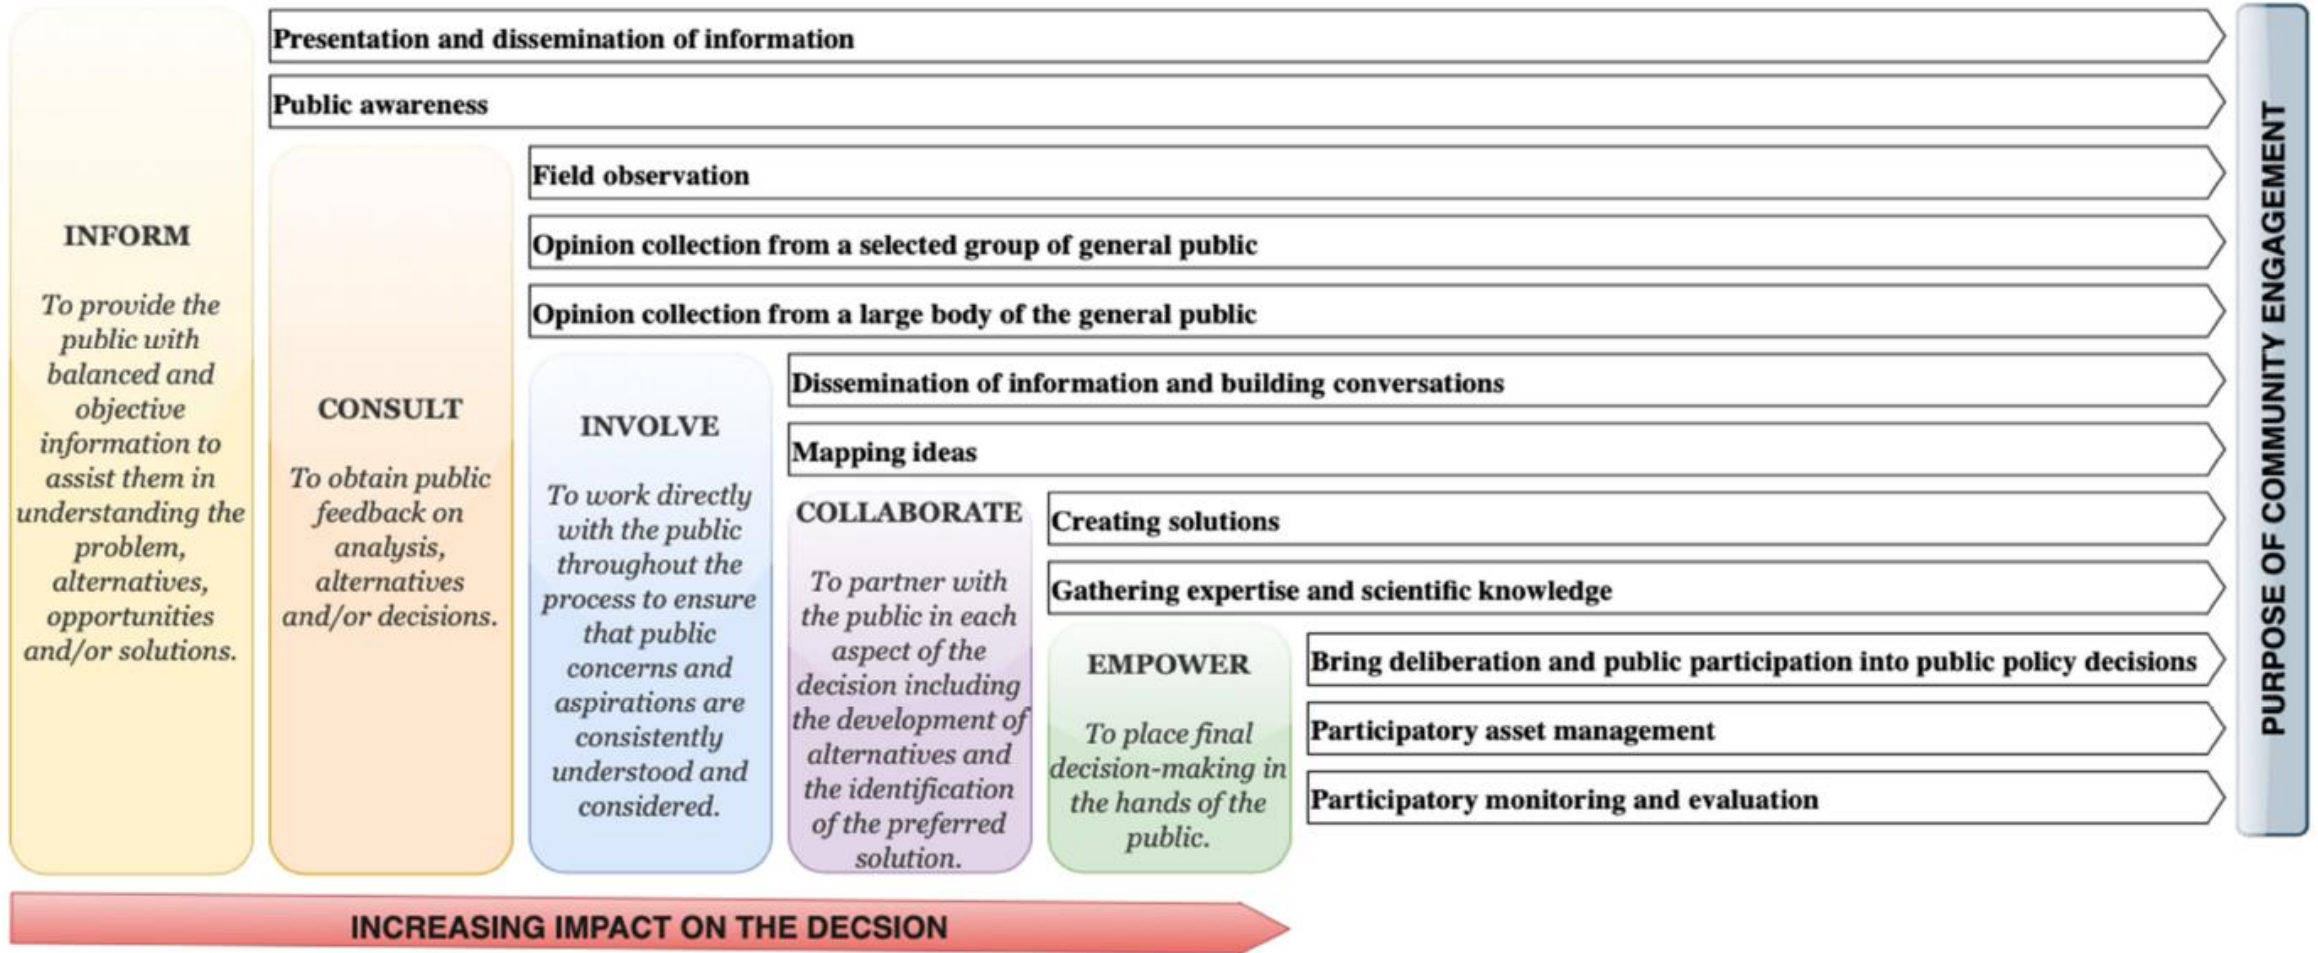 Presentation and dissemination of information
Public awareness
Field observation
Opinion collection from a selected group of general public
Opinion collection from a large body of the general public
Dissemination of information and building conversations
Mapping ideas
Creating solutions
Gathering expertise and scientific knowledge
Bring deliberation and public participation into public policy decisions
Participatory asset management
Participatory monitoring and evaluation
INFORM
To provide the
public with
balanced and
objective
information to
assist them in
understanding the
problem,
alternatives,
opportunities
and/or solutions.
CONSULT
To obtain public
feedback on
analysis,
alternatives
and/or decisions.
INVOLVE
To work directly
with the public
throughout the
process to ensure
that public
concerns and
aspirations are
consistently
understood and
considered.
COLLABORATE
To partner with
the public in each
aspect of the
decision including
the development of
alternatives and
the identification
of the preferred
solution.
EMPOWER
To place final
decision-making in
the hands of the
public.
PURPOSE OF COMMUNITY ENGAGEMENT
INCREASING IMPACT ON THE DECSION